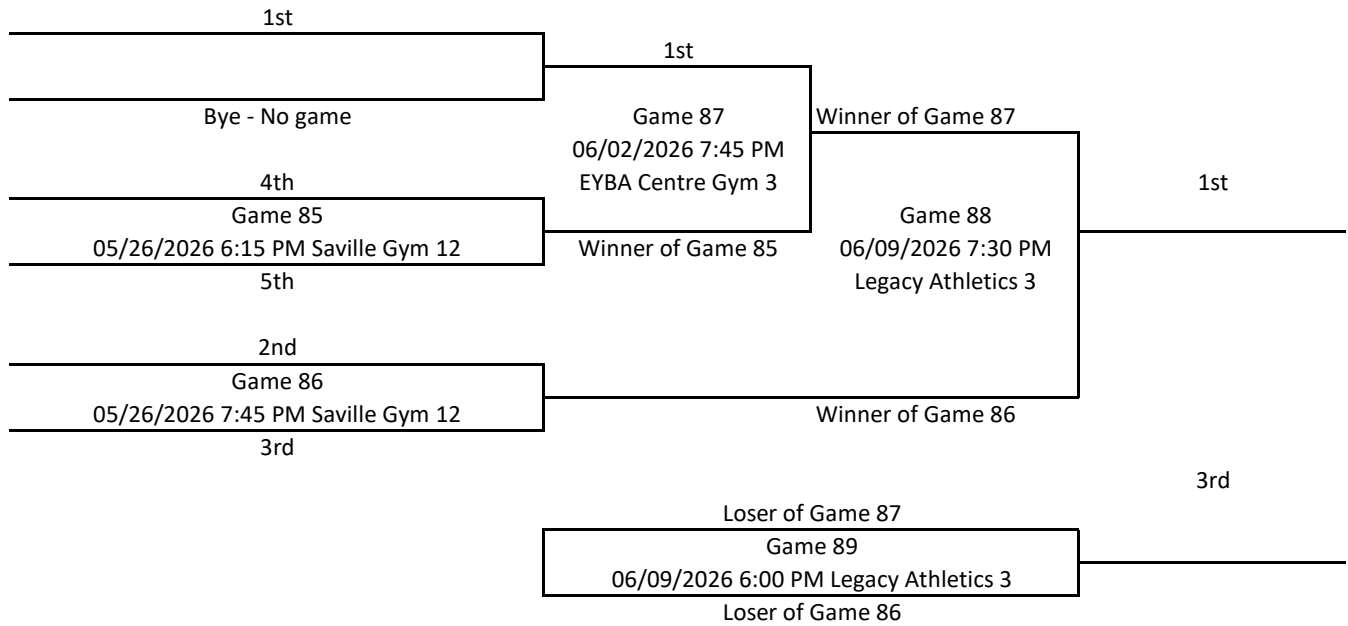 1st
Bye - No game
1st
Game 87
06/02/2026 7:45 PM
EYBA Centre Gym 3
Winner of Game 85
4th
Game 85
05/26/2026 6:15 PM Saville Gym 12
5th
Winner of Game 87
Game 88
06/09/2026 7:30 PM
Legacy Athletics 3
Winner of Game 86
1st
2nd
Game 86
05/26/2026 7:45 PM Saville Gym 12
3rd
3rd
Loser of Game 87
Game 89
06/09/2026 6:00 PM Legacy Athletics 3
Loser of Game 86